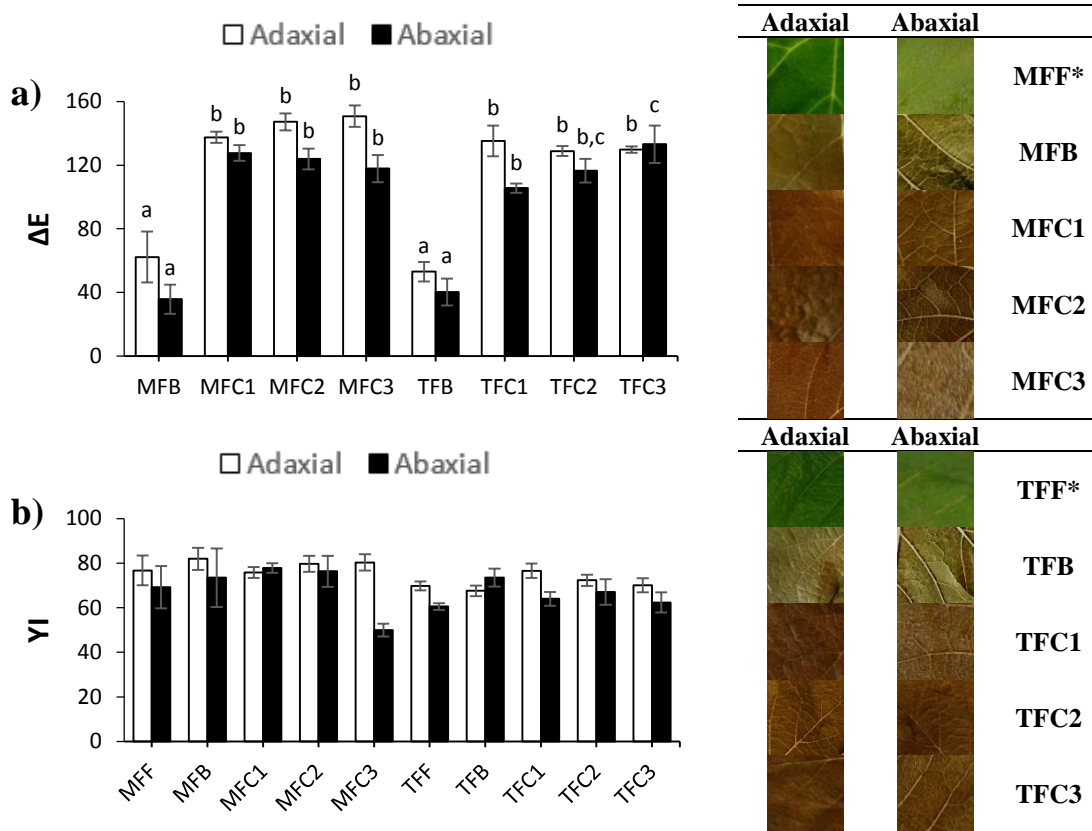 Adaxial Abaxial
a)
ΔE
160
120
80
40
0
a a b b b b b b a a b b b b,c b c
MFB MFC1 MFC2 MFC3 TFB TFC1 TFC2 TFC3
Adaxial Abaxial
b)
YI
100
80
60
40
20
0
MFF MFB MFC1 MFC2 MFC3 TFF TFB TFC1 TFC2 TFC3
Adaxial Abaxial
MFF*
MFB
MFC1
MFC2
MFC3
Adaxial Abaxial
TFF*
TFB
TFC1
TFC2
TFC3